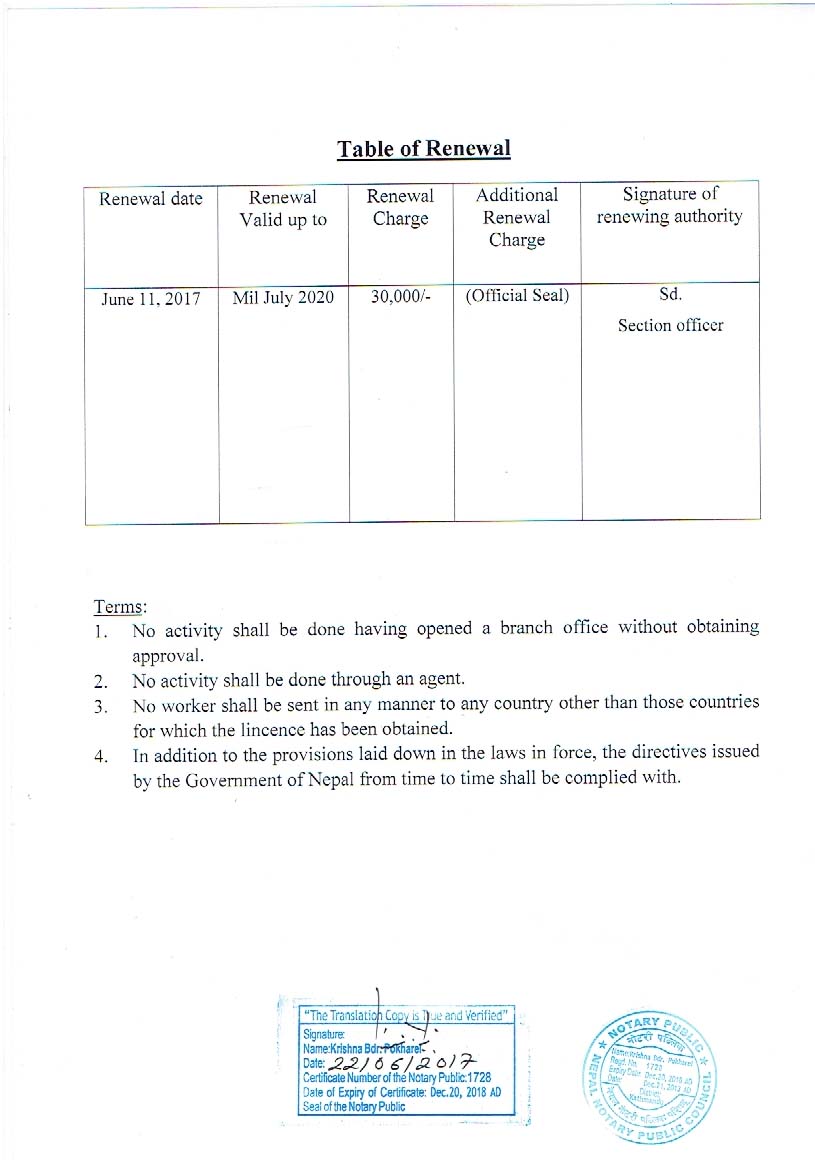 Table of Renewal
Renewal date
Renewal
Valid up to
Renewal
Charge
Additional
Renewal
Charge
Signature of
renewing authority
June 11, 2017
Mil July 2020
30,000/-
(Official Seal)
Sd.
Section officer
Terms:
1. No activity shall be done having opened a branch office without obtaining
approval.
2. No activity shall be done through an agent.
3. No worker shall be sent in any manner to any country other than those countries
for which the lincence has been obtained.
4. In addition to the provisions laid down in the laws in force, the directives issued
by the Government of Nepal from time to time shall be complied with.
"The Translation Copy is True and Verified"
Signature:
Name:Krishna Bdr.Pokharel
Date: 22/06/2017
Certificate Number of the Notary Public:1728
Date of Expiry of Certificate: Dec.20, 2018 AD
Seal of the Notary Public
NOTARY PUBLIC
नोटरी पब्लिक
Name:Krishna Bdr. Pokharel
Regd. No. 1728
Expiry Date: Dec.20, 2018 AD
Date: Dec.21, 2013 AD
District:
Kathmandu
NEPAL NOTARY PUBLIC COUNCIL